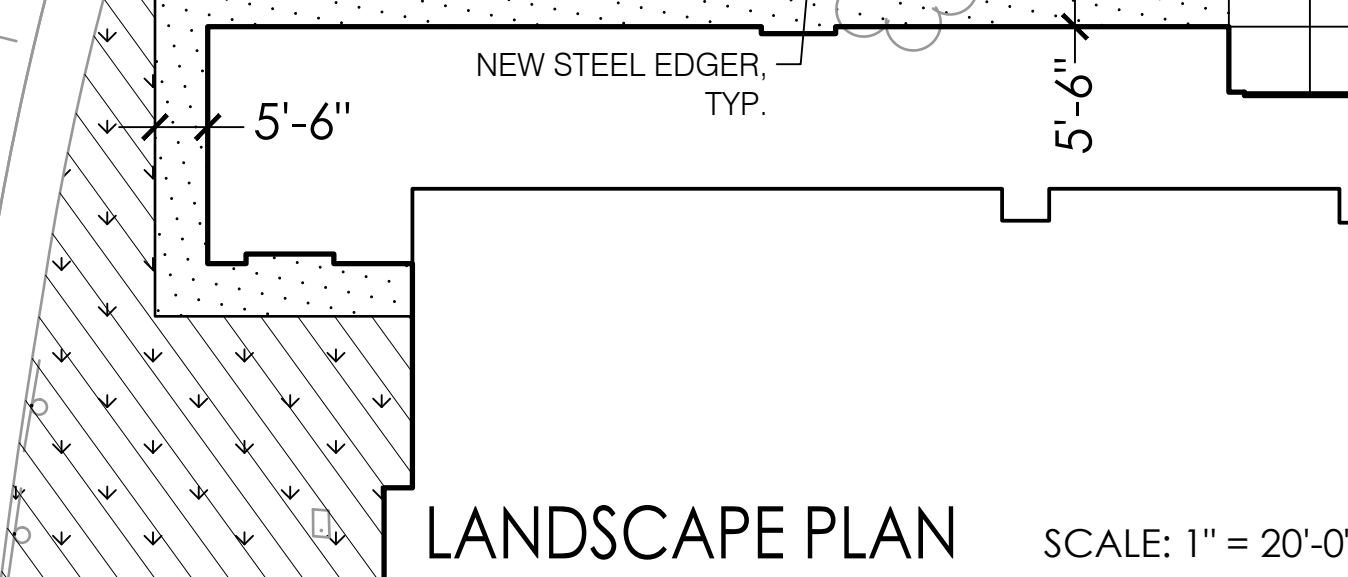 NEW STEEL EDGER,
TYP.
5'-6"
5'-6"
LANDSCAPE PLAN
SCALE: 1" = 20'-0"